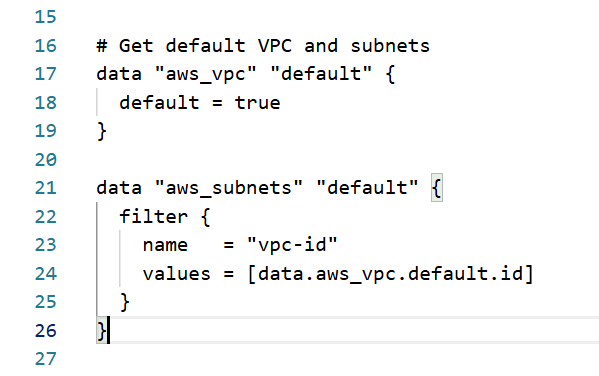 15
16 # Get default VPC and subnets
17 data "aws_vpc" "default" {
18   default = true
19 }
20
21 data "aws_subnets" "default" {
22   filter {
23     name   = "vpc-id"
24     values = [data.aws_vpc.default.id]
25   }
26 }
27